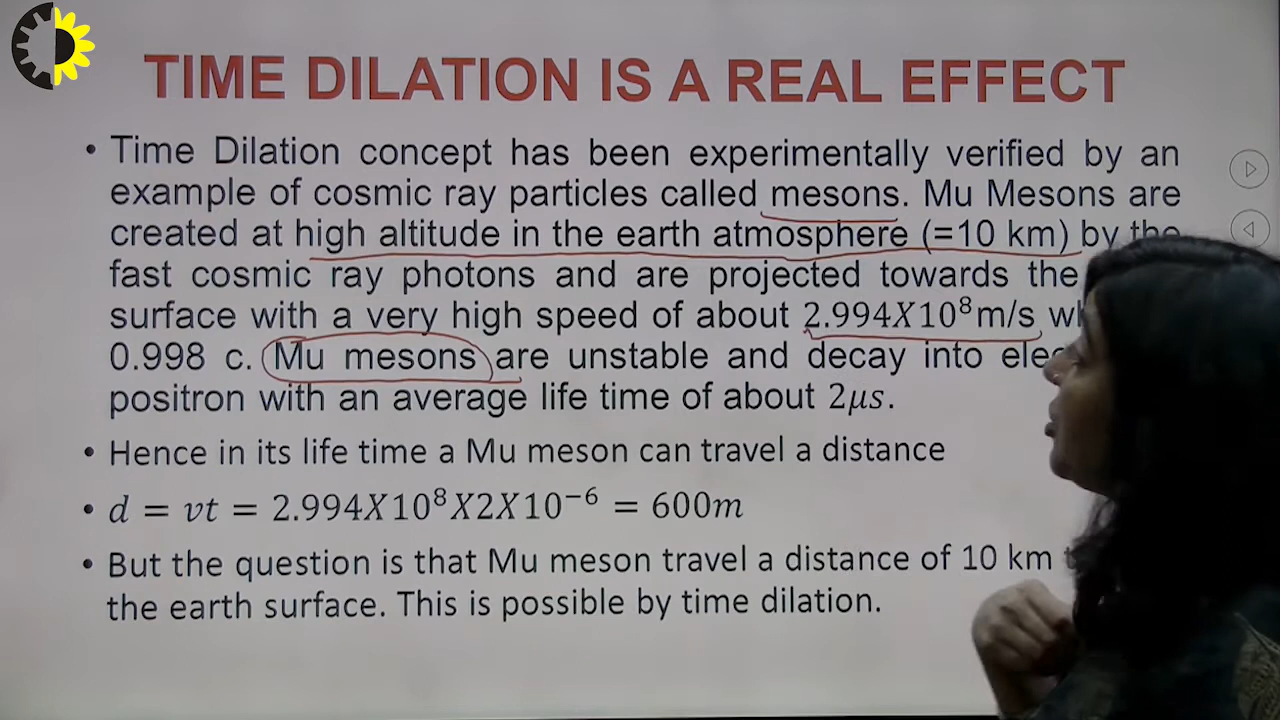 TIME DILATION IS A REAL EFFECT
• Time Dilation concept has been experimentally verified by an
example of cosmic ray particles called mesons. Mu Mesons are
created at high altitude in the earth atmosphere (=10 km) by the
fast cosmic ray photons and are projected towards the
surface with a very high speed of about 2.994X10⁸m/s
0.998 c. Mu mesons are unstable and decay into
positron with an average life time of about 2μs.
• Hence in its life time a Mu meson can travel a distance
• d = vt = 2.994X10⁸X2X10⁻⁶ = 600m
• But the question is that Mu meson travel a distance of 10 km
the earth surface. This is possible by time dilation.